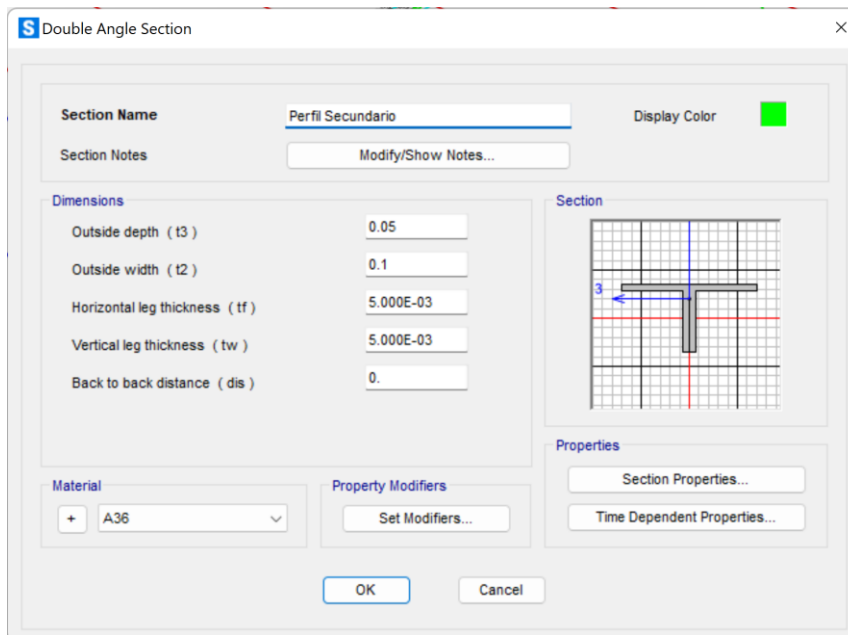 S Double Angle Section
Section Name Perfil Secundario Display Color
Section Notes Modify/Show Notes...
Dimensions
Outside depth ( t3 ) 0.05
Outside width ( t2 ) 0.1
Horizontal leg thickness ( tf ) 5.000E-03
Vertical leg thickness ( tw ) 5.000E-03
Back to back distance ( dis ) 0.
Section
3
Material
+ A36
Property Modifiers
Set Modifiers...
Properties
Section Properties...
Time Dependent Properties...
OK Cancel